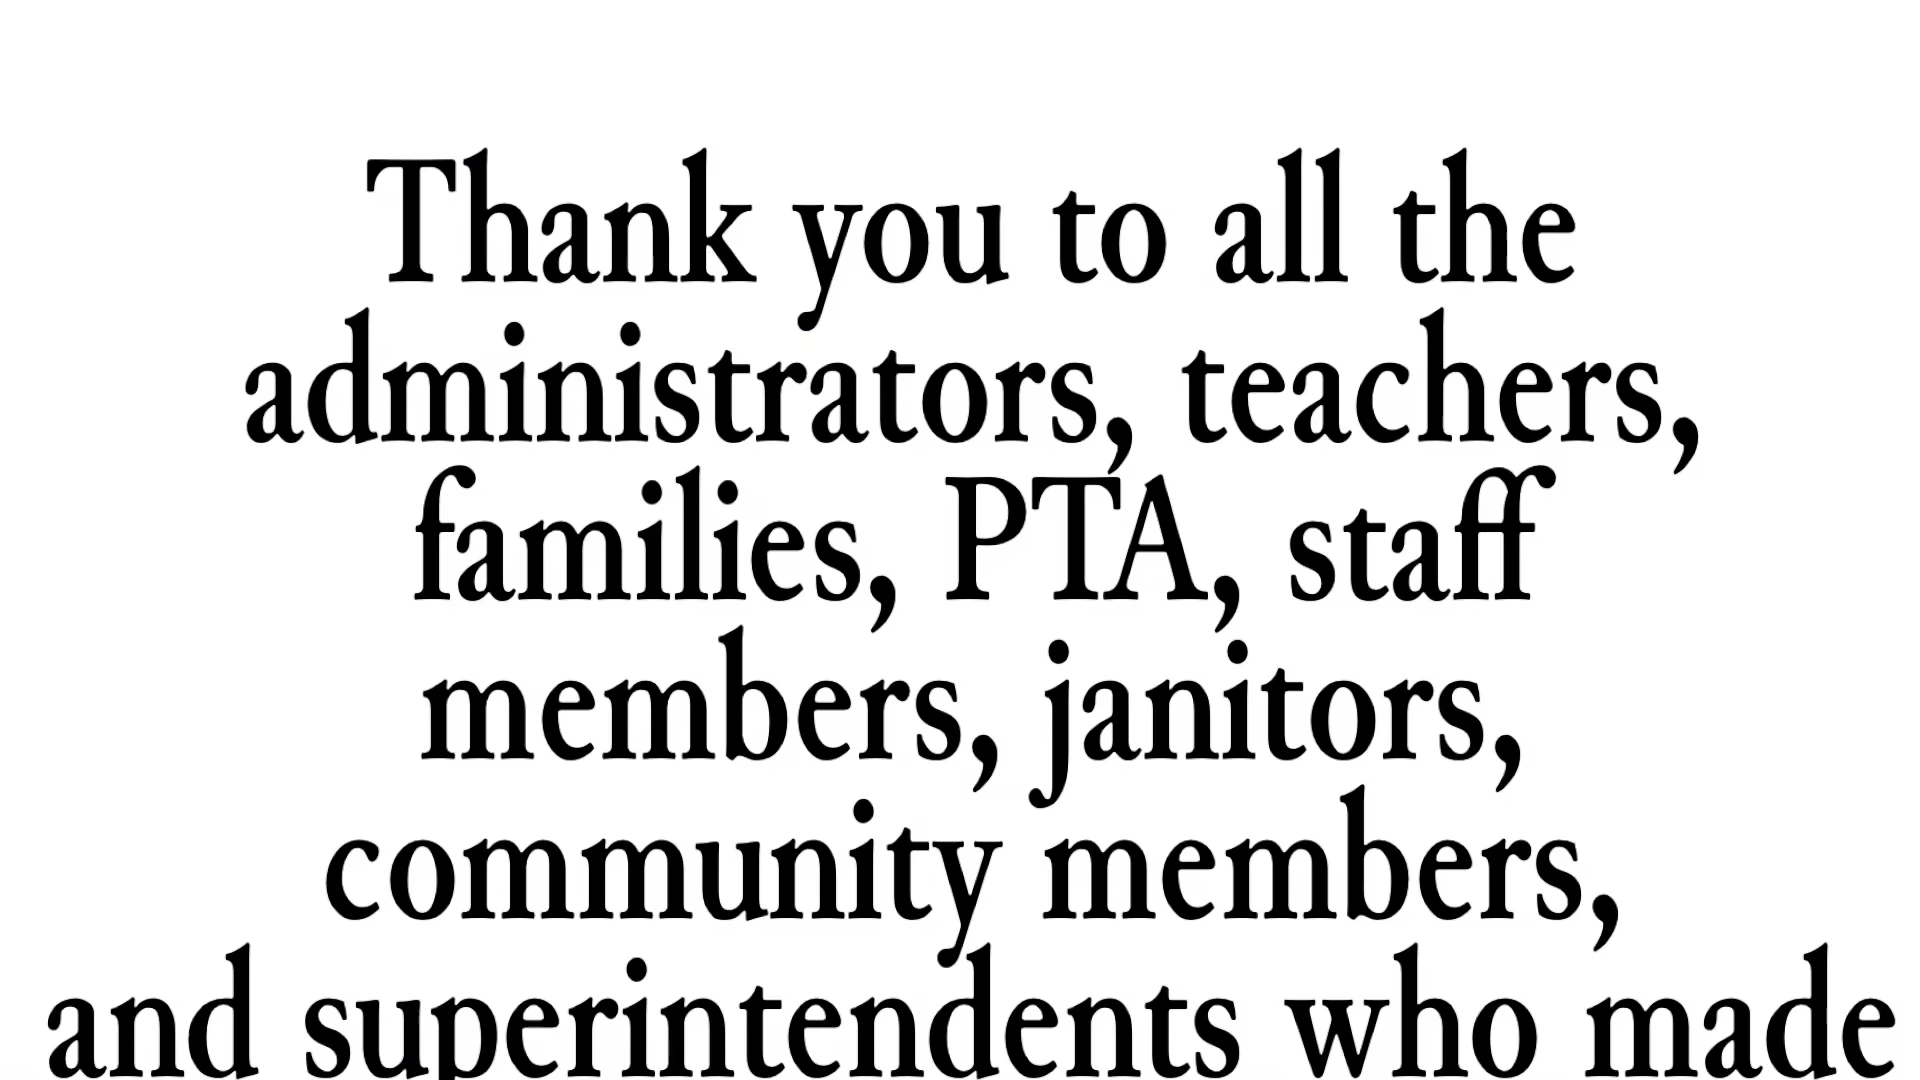 Thank you to all the
administrators, teachers,
families, PTA, staff
members, janitors,
community members,
and superintendents who made